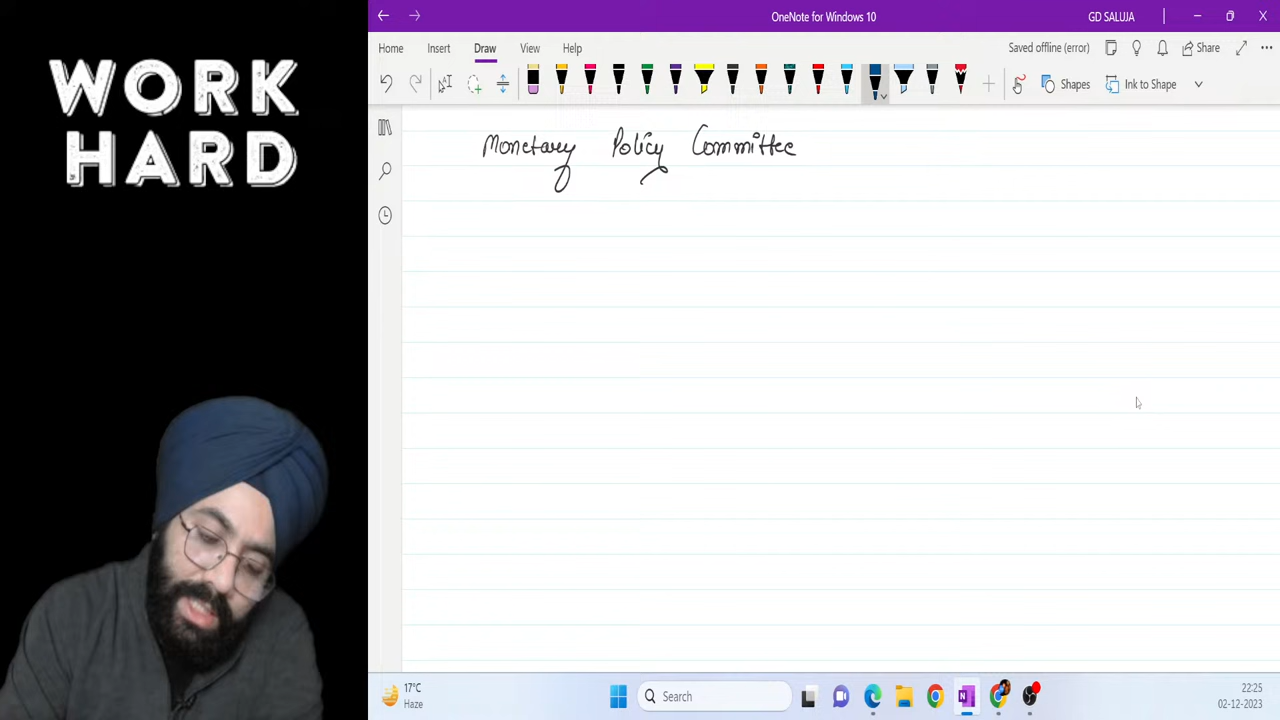 WORK
HARD
OneNote for Windows 10
GD SALUJA
Home Insert Draw View Help
Saved offline (error)
Share
Shapes
Ink to Shape
Monetary Policy Committee
17°C
Haze
Search
22:25
02-12-2023